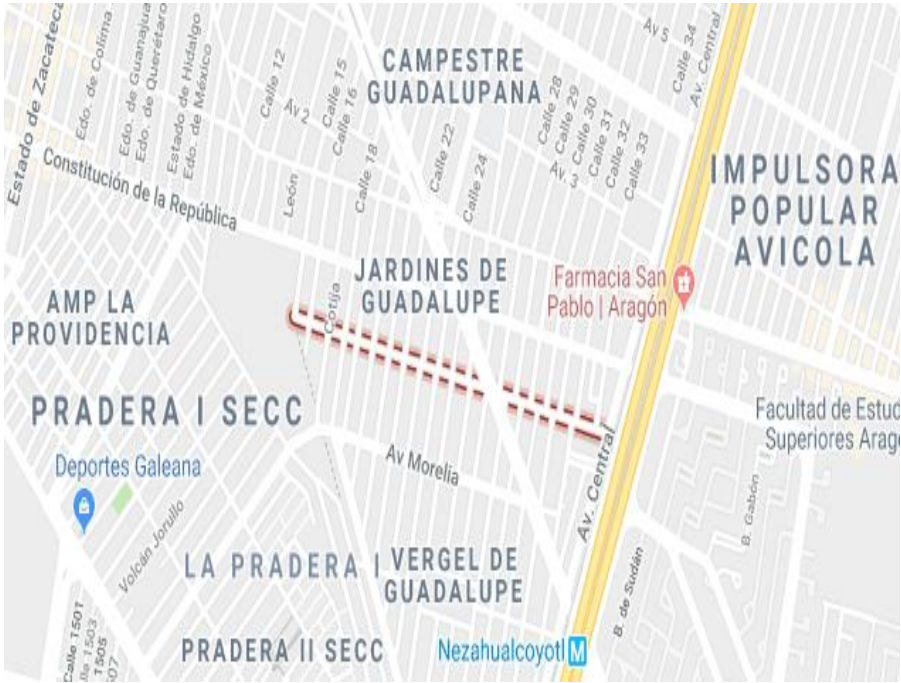 Estado de Zacateca
Edo. de Colima
Edo. de Guanajua
Edo. de Querétaro
Estado de Hidalgo
Edo. de México
Calle 12
Av 2
Calle 15
Calle 16
Calle 18
CAMPESTRE
GUADALUPANA
Calle 22
Calle 24
Calle 28
Calle 29
Calle 30
Calle 31
Calle 32
Calle 33
Av. 3
Av 5
Calle 34
Av. Central
Constitución de la República
León
IMPULSORA
POPULAR
AVICOLA
JARDINES DE
GUADALUPE
Cotija
Farmacia San
Pablo | Aragón
AMP LA
PROVIDENCIA
PRADERA I SECC
Facultad de Estud
Superiores Arag
Deportes Galeana
Av Morelia
Av. Central
B. Gabón
Volcán Jorullo
LA PRADERA I
VERGEL DE
GUADALUPE
B. de Sudán
PRADERA II SECC
Nezahualcoyotl M
Calle 1501
lle 1503
1505
07